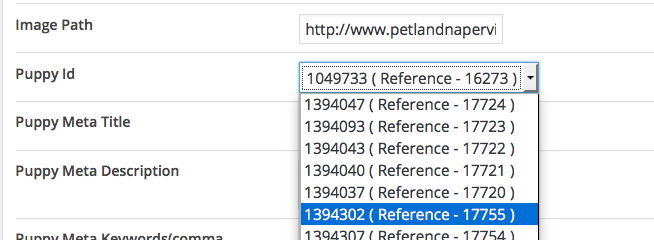 Image Path
http://www.petlandnapervi
Puppy Id
1049733 ( Reference - 16273 )
1394047 ( Reference - 17724 )
1394093 ( Reference - 17723 )
Puppy Meta Title
1394043 ( Reference - 17722 )
1394040 ( Reference - 17721 )
Puppy Meta Description
1394037 ( Reference - 17720 )
1394302 ( Reference - 17755 )
1394307 ( Reference - 17754 )
Puppy Meta Keywords(comma